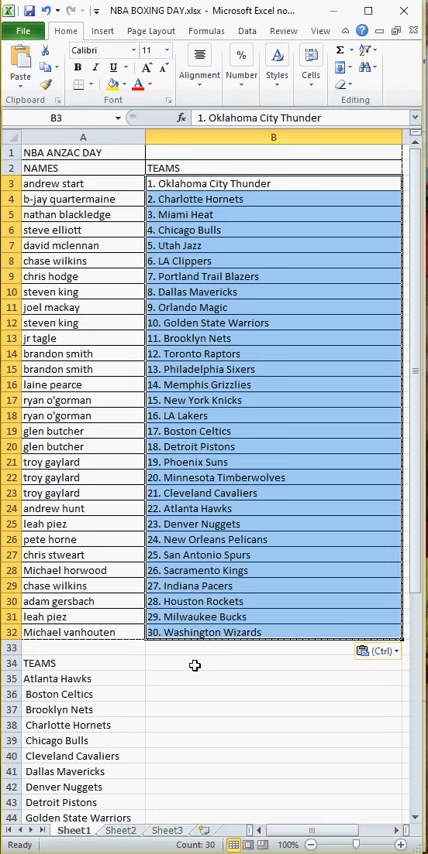 NBA BOXING DAY.xlsx - Microsoft Excel no...
File Home Insert Page Layout Formulas Data Review View
Paste Calibri 11 Alignment Number Styles Cells
Clipboard Font Editing
B3 fx 1. Oklahoma City Thunder
A B
1 NBA ANZAC DAY
2 NAMES TEAMS
3 andrew start 1. Oklahoma City Thunder
4 b-jay quartermaine 2. Charlotte Hornets
5 nathan blackledge 3. Miami Heat
6 steve elliott 4. Chicago Bulls
7 david mclennan 5. Utah Jazz
8 chase wilkins 6. LA Clippers
9 chris hodge 7. Portland Trail Blazers
10 steven king 8. Dallas Mavericks
11 joel mackay 9. Orlando Magic
12 steven king 10. Golden State Warriors
13 jr tagle 11. Brooklyn Nets
14 brandon smith 12. Toronto Raptors
15 brandon smith 13. Philadelphia Sixers
16 laine pearce 14. Memphis Grizzlies
17 ryan o'gorman 15. New York Knicks
18 ryan o'gorman 16. LA Lakers
19 glen butcher 17. Boston Celtics
20 glen butcher 18. Detroit Pistons
21 troy gaylard 19. Phoenix Suns
22 troy gaylard 20. Minnesota Timberwolves
23 troy gaylard 21. Cleveland Cavaliers
24 andrew hunt 22. Atlanta Hawks
25 leah piez 23. Denver Nuggets
26 pete horne 24. New Orleans Pelicans
27 chris stweart 25. San Antonio Spurs
28 Michael horwood 26. Sacramento Kings
29 chase wilkins 27. Indiana Pacers
30 adam gersbach 28. Houston Rockets
31 leah piez 29. Milwaukee Bucks
32 Michael vanhouten 30. Washington Wizards
33 (Ctrl)
34 TEAMS
35 Atlanta Hawks
36 Boston Celtics
37 Brooklyn Nets
38 Charlotte Hornets
39 Chicago Bulls
40 Cleveland Cavaliers
41 Dallas Mavericks
42 Denver Nuggets
43 Detroit Pistons
44 Golden State Warriors
Sheet1 Sheet2 Sheet3
Ready Count: 30 100%